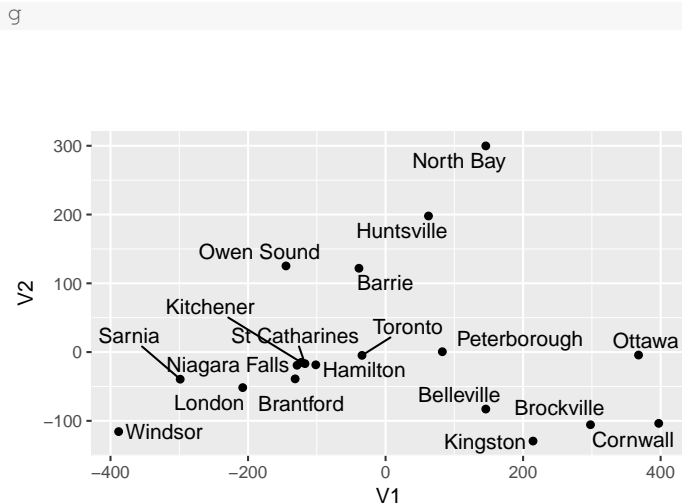 g
300
North Bay
200
Huntsville
Owen Sound
100
Barrie
Kitchener
Sarnia
St Catharines
Toronto
Peterborough
Ottawa
0
Niagara Falls
Hamilton
London
Brantford
Belleville
Brockville
−100
Windsor
Kingston
Cornwall
−400
−200
0
200
400
V1
V2